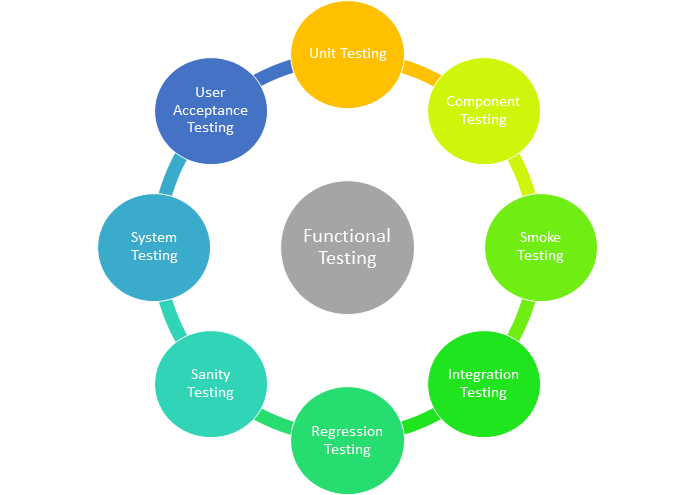 Unit Testing
Component
Testing
Smoke
Testing
Integration
Testing
Regression
Testing
Sanity
Testing
System
Testing
User
Acceptance
Testing
Functional
Testing